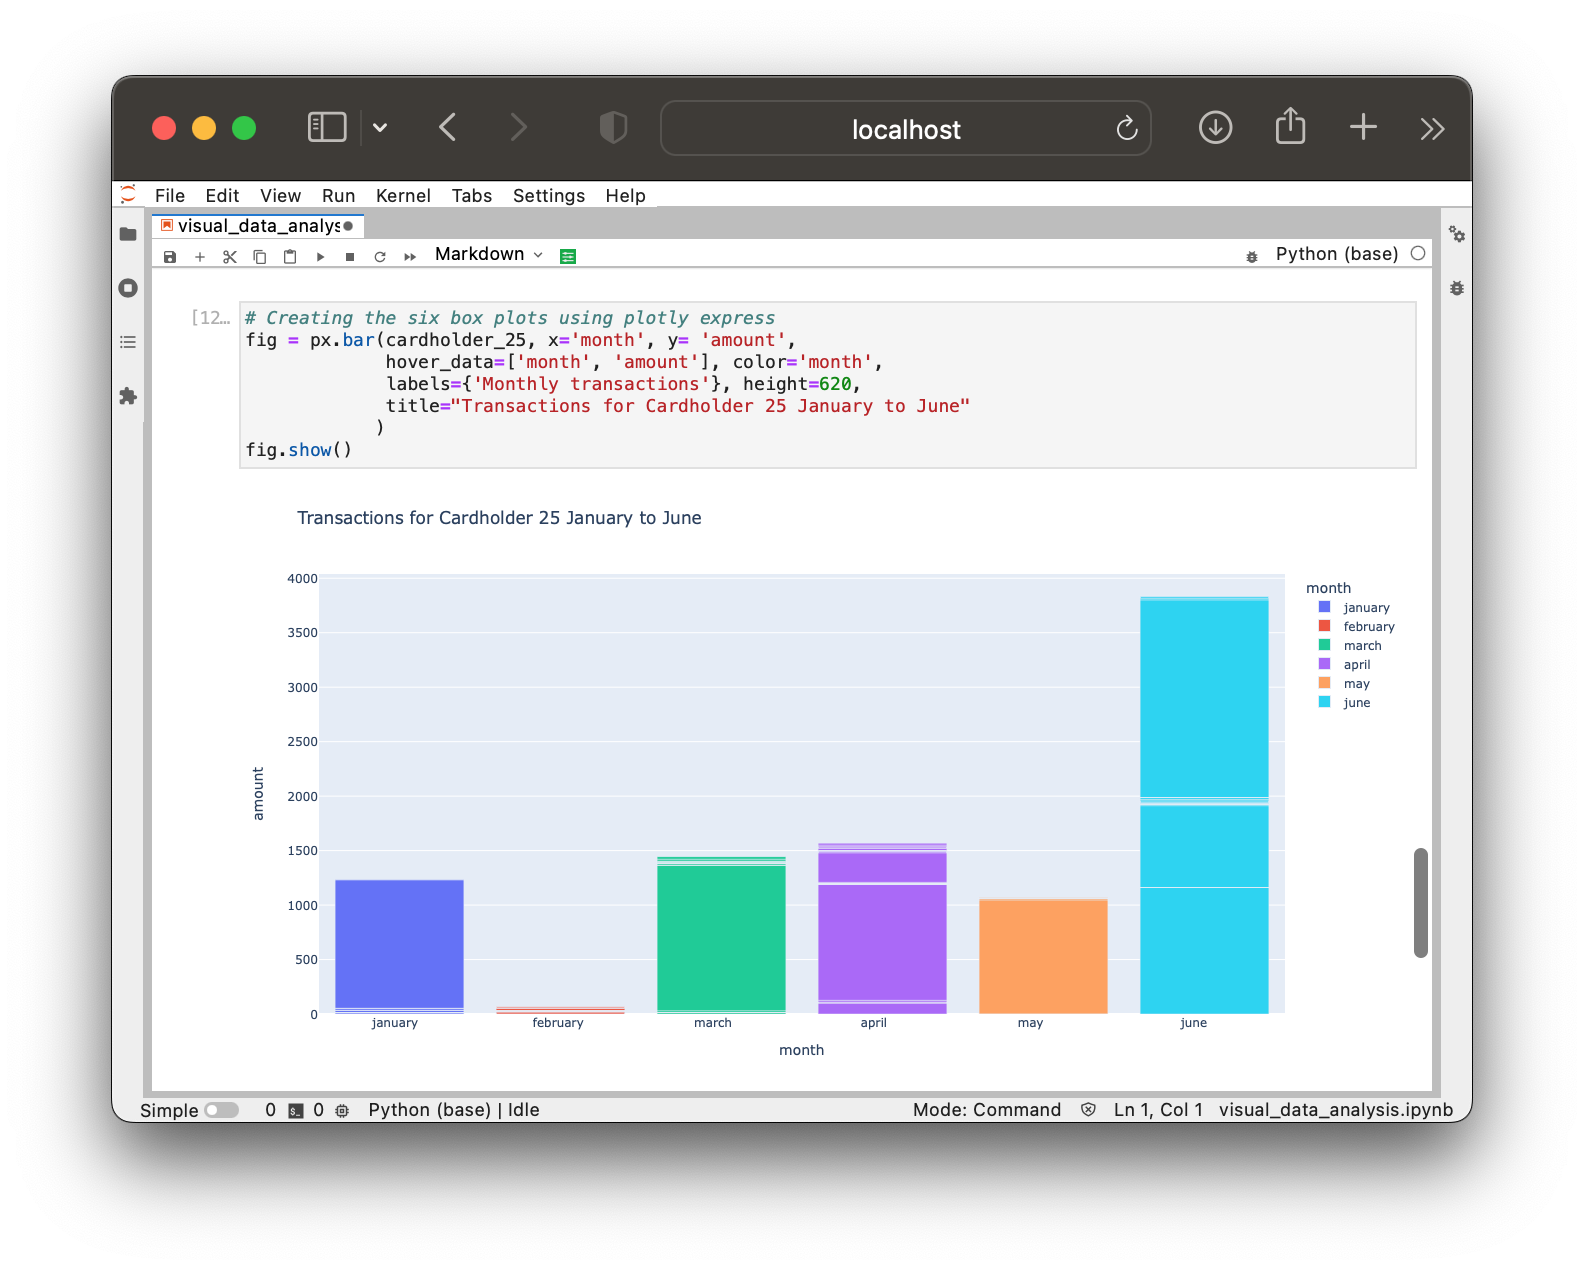 localhost
File Edit View Run Kernel Tabs Settings Help
visual_data_analys
Markdown
Python (base)
[12…
# Creating the six box plots using plotly express
fig = px.bar(cardholder_25, x='month', y= 'amount',
hover_data=['month', 'amount'], color='month',
labels={'Monthly transactions'}, height=620,
title="Transactions for Cardholder 25 January to June"
)
fig.show()
Transactions for Cardholder 25 January to June
4000
3500
3000
2500
2000
1500
1000
500
0
amount
january february march april may june
month
month
january
february
march
april
may
june
Simple 0 $_ 0 Python (base) | Idle Mode: Command Ln 1, Col 1 visual_data_analysis.ipynb